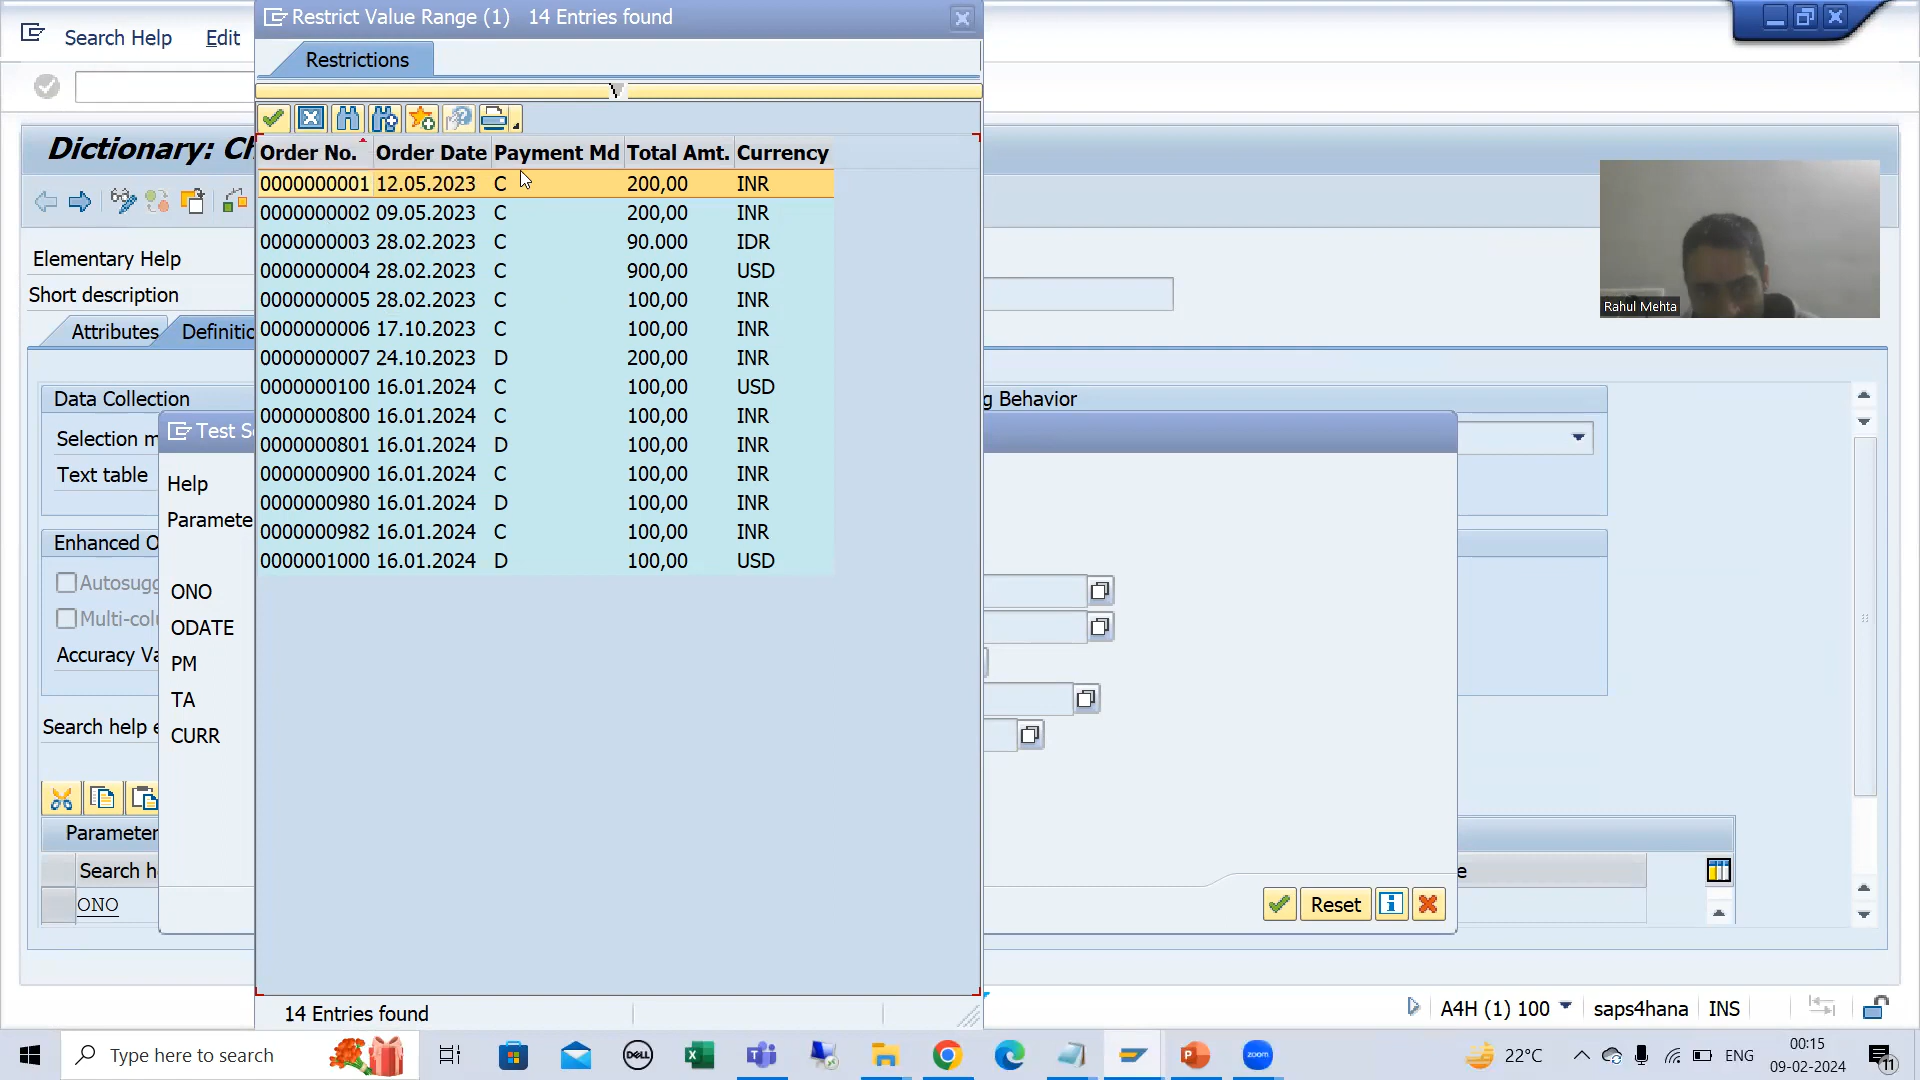 Restrict Value Range (1) 14 Entries found
Search Help Edit
Restrictions
Dictionary: Ch
Order No. Order Date Payment Md Total Amt. Currency
0000000001 12.05.2023 C 200,00 INR
0000000002 09.05.2023 C 200,00 INR
0000000003 28.02.2023 C 90.000 IDR
0000000004 28.02.2023 C 900,00 USD
0000000005 28.02.2023 C 100,00 INR
0000000006 17.10.2023 C 100,00 INR
0000000007 24.10.2023 D 200,00 INR
0000000100 16.01.2024 C 100,00 USD
0000000800 16.01.2024 C 100,00 INR
0000000801 16.01.2024 D 100,00 INR
0000000900 16.01.2024 C 100,00 INR
0000000980 16.01.2024 D 100,00 INR
0000000982 16.01.2024 C 100,00 INR
0000001000 16.01.2024 D 100,00 USD
14 Entries found
Elementary Help
Short description
Attributes Definitio
Data Collection
g Behavior
Selection m
Text table
Test S
Help
Paramete
Enhanced O
Autosugg
Multi-colu
Accuracy Va
ONO
ODATE
PM
TA
CURR
Search help e
Parameter
Search h
e
ONO
Reset
Rahul Mehta
A4H (1) 100 saps4hana INS
Type here to search
DELL
zoom
22°C
ENG
00:15
09-02-2024
11